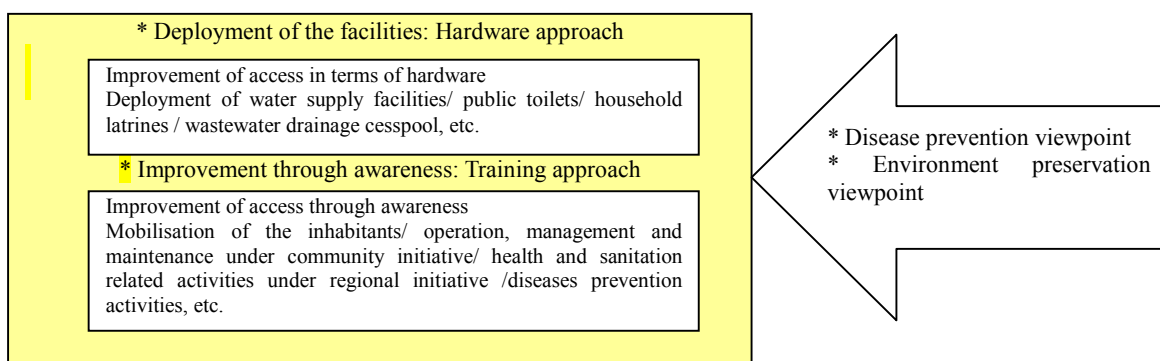 * Deployment of the facilities: Hardware approach
Improvement of access in terms of hardware
Deployment of water supply facilities/ public toilets/ household
latrines / wastewater drainage cesspool, etc.
* Improvement through awareness: Training approach
Improvement of access through awareness
Mobilisation of the inhabitants/ operation, management and
maintenance under community initiative/ health and sanitation
related activities under regional initiative /diseases prevention
activities, etc.
* Disease prevention viewpoint
* Environment preservation
viewpoint